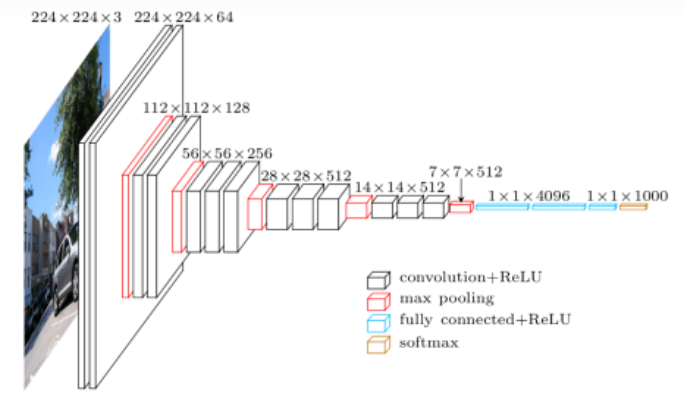 224×224×3
224×224×64
112×112×128
56×56×256
28×28×512
14×14×512
7×7×512
1×1×4096
1×1×1000
convolution+ReLU
max pooling
fully connected+ReLU
softmax